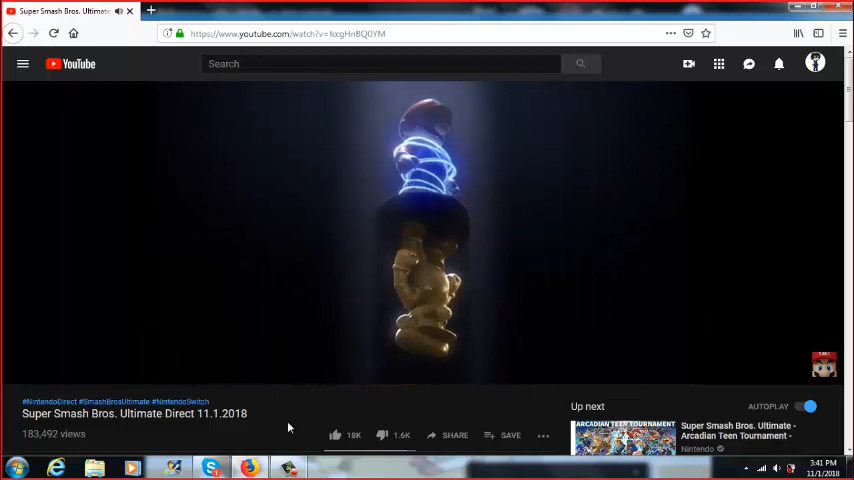 Super Smash Bros. Ultimate
https://www.youtube.com/watch?v=fccgHnBQ0YM
YouTube
Search
#NintendoDirect #SmashBrosUltimate #NintendoSwitch
Super Smash Bros. Ultimate Direct 11.1.2018
183,492 views
18K
1.6K
SHARE
SAVE
Up next
AUTOPLAY
ARCADIAN TEEN TOURNAMENT
Super Smash Bros. Ultimate -
Arcadian Teen Tournament -
Nintendo
3:41 PM
11/1/2018